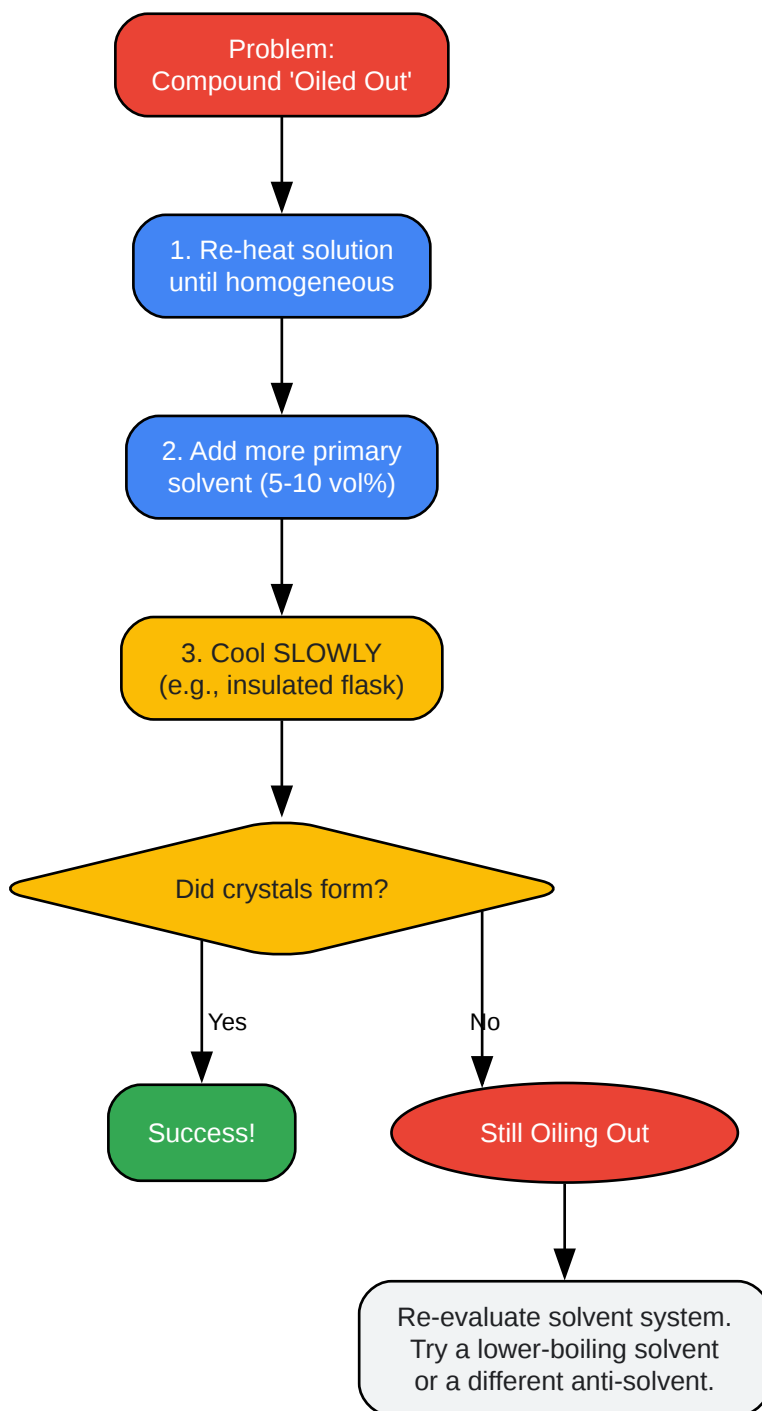 Problem:
Compound 'Oiled Out'
1. Re-heat solution
until homogeneous
2. Add more primary
solvent (5-10 vol%)
3. Cool SLOWLY
(e.g., insulated flask)
Did crystals form?
Yes
No
Success!
Still Oiling Out
Re-evaluate solvent system.
Try a lower-boiling solvent
or a different anti-solvent.